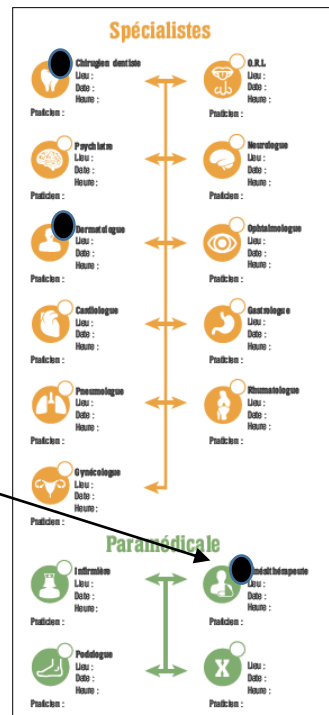 Spécialistes
Chirugien dentiste
Lieu :
Date :
Heure :
Praticien :
O.R.L
Lieu :
Date :
Heure :
Praticien :
Psychiatre
Lieu :
Date :
Heure :
Praticien :
Neurologue
Lieu :
Date :
Heure :
Praticien :
Dermatologue
Lieu :
Date :
Heure :
Praticien :
Ophtalmologue
Lieu :
Date :
Heure :
Praticien :
Cardiologue
Lieu :
Date :
Heure :
Praticien :
Gastrologue
Lieu :
Date :
Heure :
Praticien :
Pneumologue
Lieu :
Date :
Heure :
Praticien :
Rhumatologue
Lieu :
Date :
Heure :
Praticien :
Gynécologue
Lieu :
Date :
Heure :
Praticien :
Paramédicale
Infirmière
Lieu :
Date :
Heure :
Praticien :
inésithérapeute
Lieu :
Date :
Heure :
Praticien :
Podologue
Lieu :
Date :
Heure :
Praticien :
X
Lieu :
Date :
Heure :
Praticien :